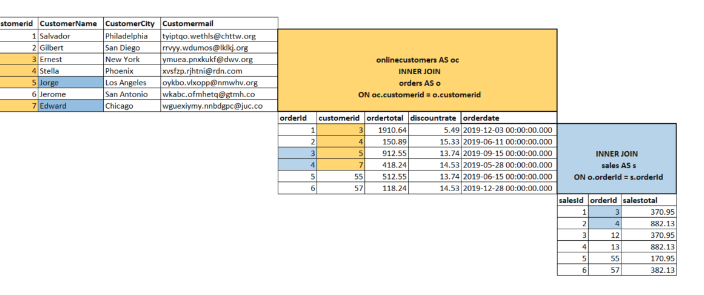 stomerid CustomerName CustomerCity Customermail
1 Salvador Philadelphia tyiptqo.wethls@chttw.org
2 Gilbert San Diego rrvyy.wdumos@lklkj.org
3 Ernest New York ymuea.pnxkukf@dwv.org
4 Stella Phoenix xvsfzp.rjhtni@rdn.com
5 Jorge Los Angeles oykbo.vlxopp@nnwhv.org
6 Jerome San Antonio wkabc.ofmhetq@gtmh.co
7 Edward Chicago wguexiymy.nnbdgpc@juc.co
onlinecustomers AS oc
INNER JOIN
orders AS o
ON oc.customerid = o.customerid
orderId customerid ordertotal discountrate orderdate
1 3 1910.64 5.49 2019-12-03 00:00:00.000
2 4 150.89 15.33 2019-06-11 00:00:00.000
3 5 912.55 13.74 2019-09-15 00:00:00.000
4 7 418.24 14.53 2019-05-28 00:00:00.000
5 55 512.55 13.74 2019-06-15 00:00:00.000
6 57 118.24 14.53 2019-12-28 00:00:00.000
INNER JOIN
sales AS s
ON o.orderId = s.orderId
salesId orderId salestotal
1 3 370.95
2 4 882.13
3 12 370.95
4 13 882.13
5 55 170.95
6 57 382.13